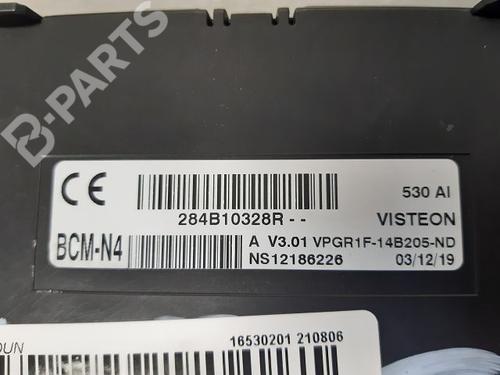 B-PARTS
CE
530 AI
284B10328R--
VISTEON
BCM-N4
A V3.01 VPGR1F-14B205-ND
NS12186226
03/12/19
OUN
16530201 210806